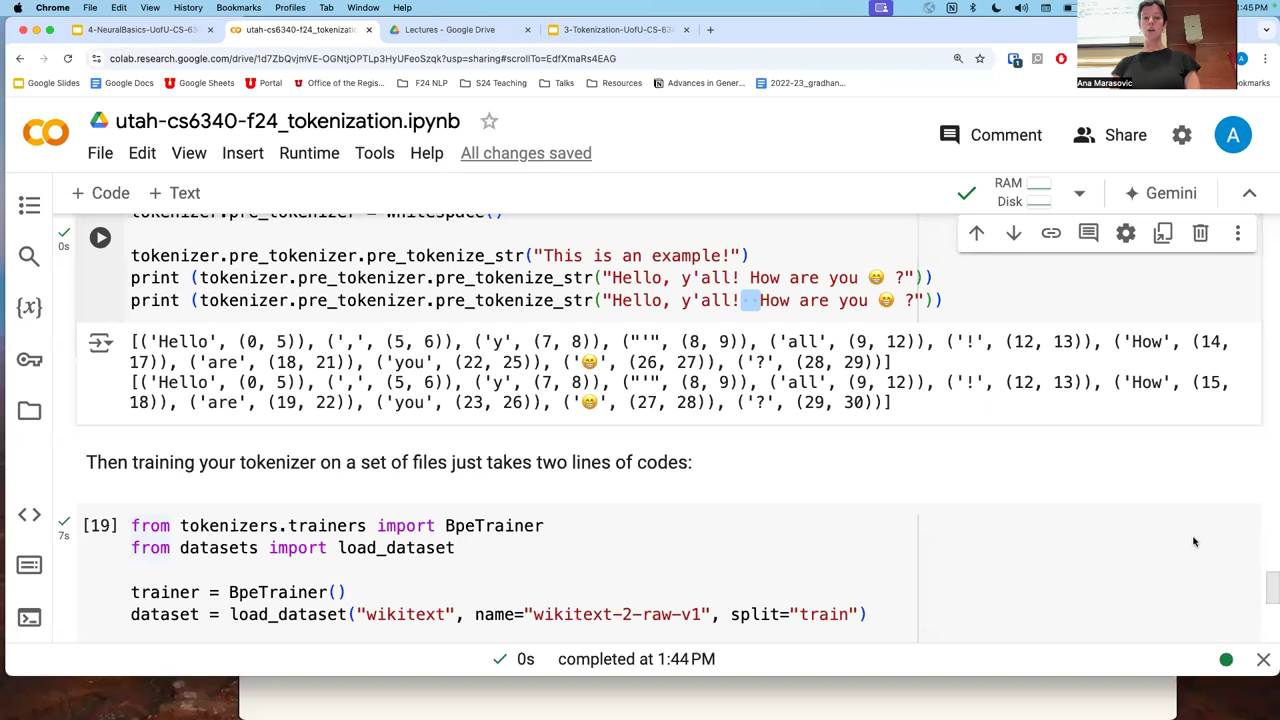 Chrome File Edit View History Bookmarks Profiles Tab Window Help
4-NeuralBasics-UofU-CS6340-
utah-cs6340-f24_tokenizatio
Lectures - Google Drive
3-Tokenization-UofU-CS6340-
colab.research.google.com/drive/1d7ZbQvjmVE-OGNtjOPTLp3HyUFeoSzqk?usp=sharing#scrollTo=EdfXmaRs4EAG
Google Slides Google Docs Google Sheets Portal Office of the Regis... NLP S24 Teaching Talks Resources Advances in Gener... 2022-23_gradhan...
Ana Marasovic
CO utah-cs6340-f24_tokenization.ipynb
Comment Share A
File Edit View Insert Runtime Tools Help All changes saved
+ Code + Text RAM Disk Gemini
0s
tokenizer.pre_tokenizer = Whitespace()
tokenizer.pre_tokenizer.pre_tokenize_str("This is an example!")
print (tokenizer.pre_tokenizer.pre_tokenize_str("Hello, y'all! How are you 😁 ?"))
print (tokenizer.pre_tokenizer.pre_tokenize_str("Hello, y'all!  How are you 😁 ?"))
[('Hello', (0, 5)), (',', (5, 6)), ('y', (7, 8)), ("'", (8, 9)), ('all', (9, 12)), ('!', (12, 13)), ('How', (14,
17)), ('are', (18, 21)), ('you', (22, 25)), ('😁', (26, 27)), ('?', (28, 29))]
[('Hello', (0, 5)), (',', (5, 6)), ('y', (7, 8)), ("'", (8, 9)), ('all', (9, 12)), ('!', (12, 13)), ('How', (15,
18)), ('are', (19, 22)), ('you', (23, 26)), ('😁', (27, 28)), ('?', (29, 30))]
Then training your tokenizer on a set of files just takes two lines of codes:
7s
[19] from tokenizers.trainers import BpeTrainer
from datasets import load_dataset
trainer = BpeTrainer()
dataset = load_dataset("wikitext", name="wikitext-2-raw-v1", split="train")
0s completed at 1:44PM